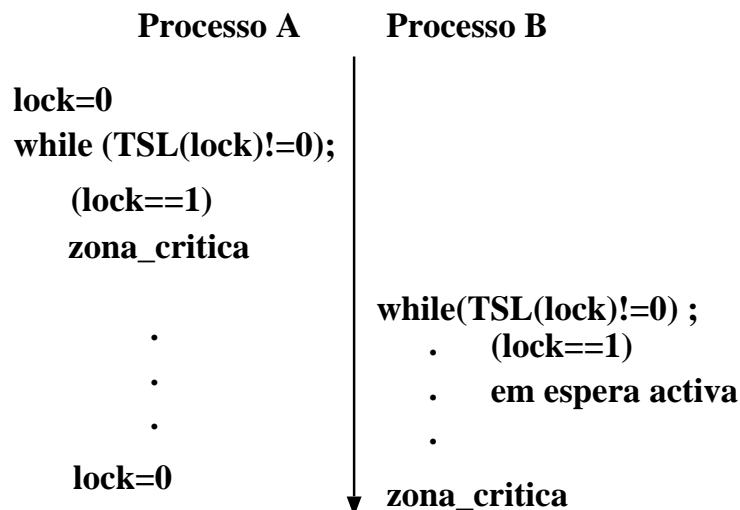 Processo A
Processo B
lock=0
while (TSL(lock)!=0);
(lock==1)
zona_critica
.
.
.
lock=0
while(TSL(lock)!=0) ;
. (lock==1)
.
. em espera activa
.
zona_critica